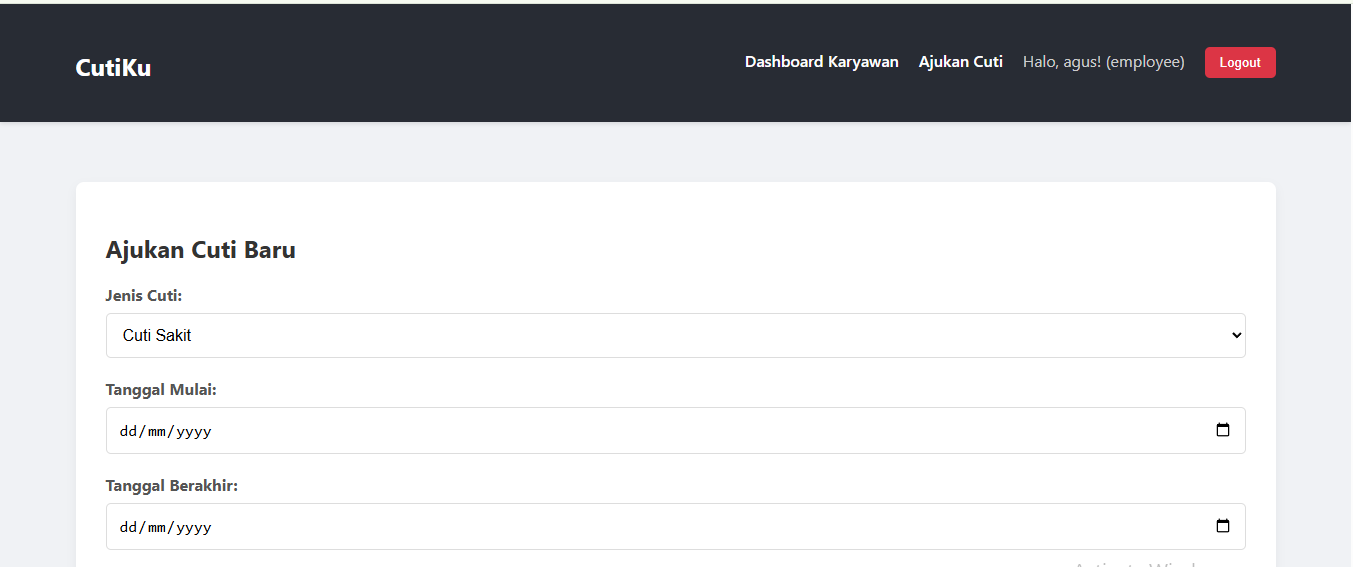 CutiKu
Dashboard Karyawan Ajukan Cuti Halo, agus! (employee) Logout
Ajukan Cuti Baru
Jenis Cuti:
Cuti Sakit
Tanggal Mulai:
dd/mm/yyyy
Tanggal Berakhir:
dd/mm/yyyy